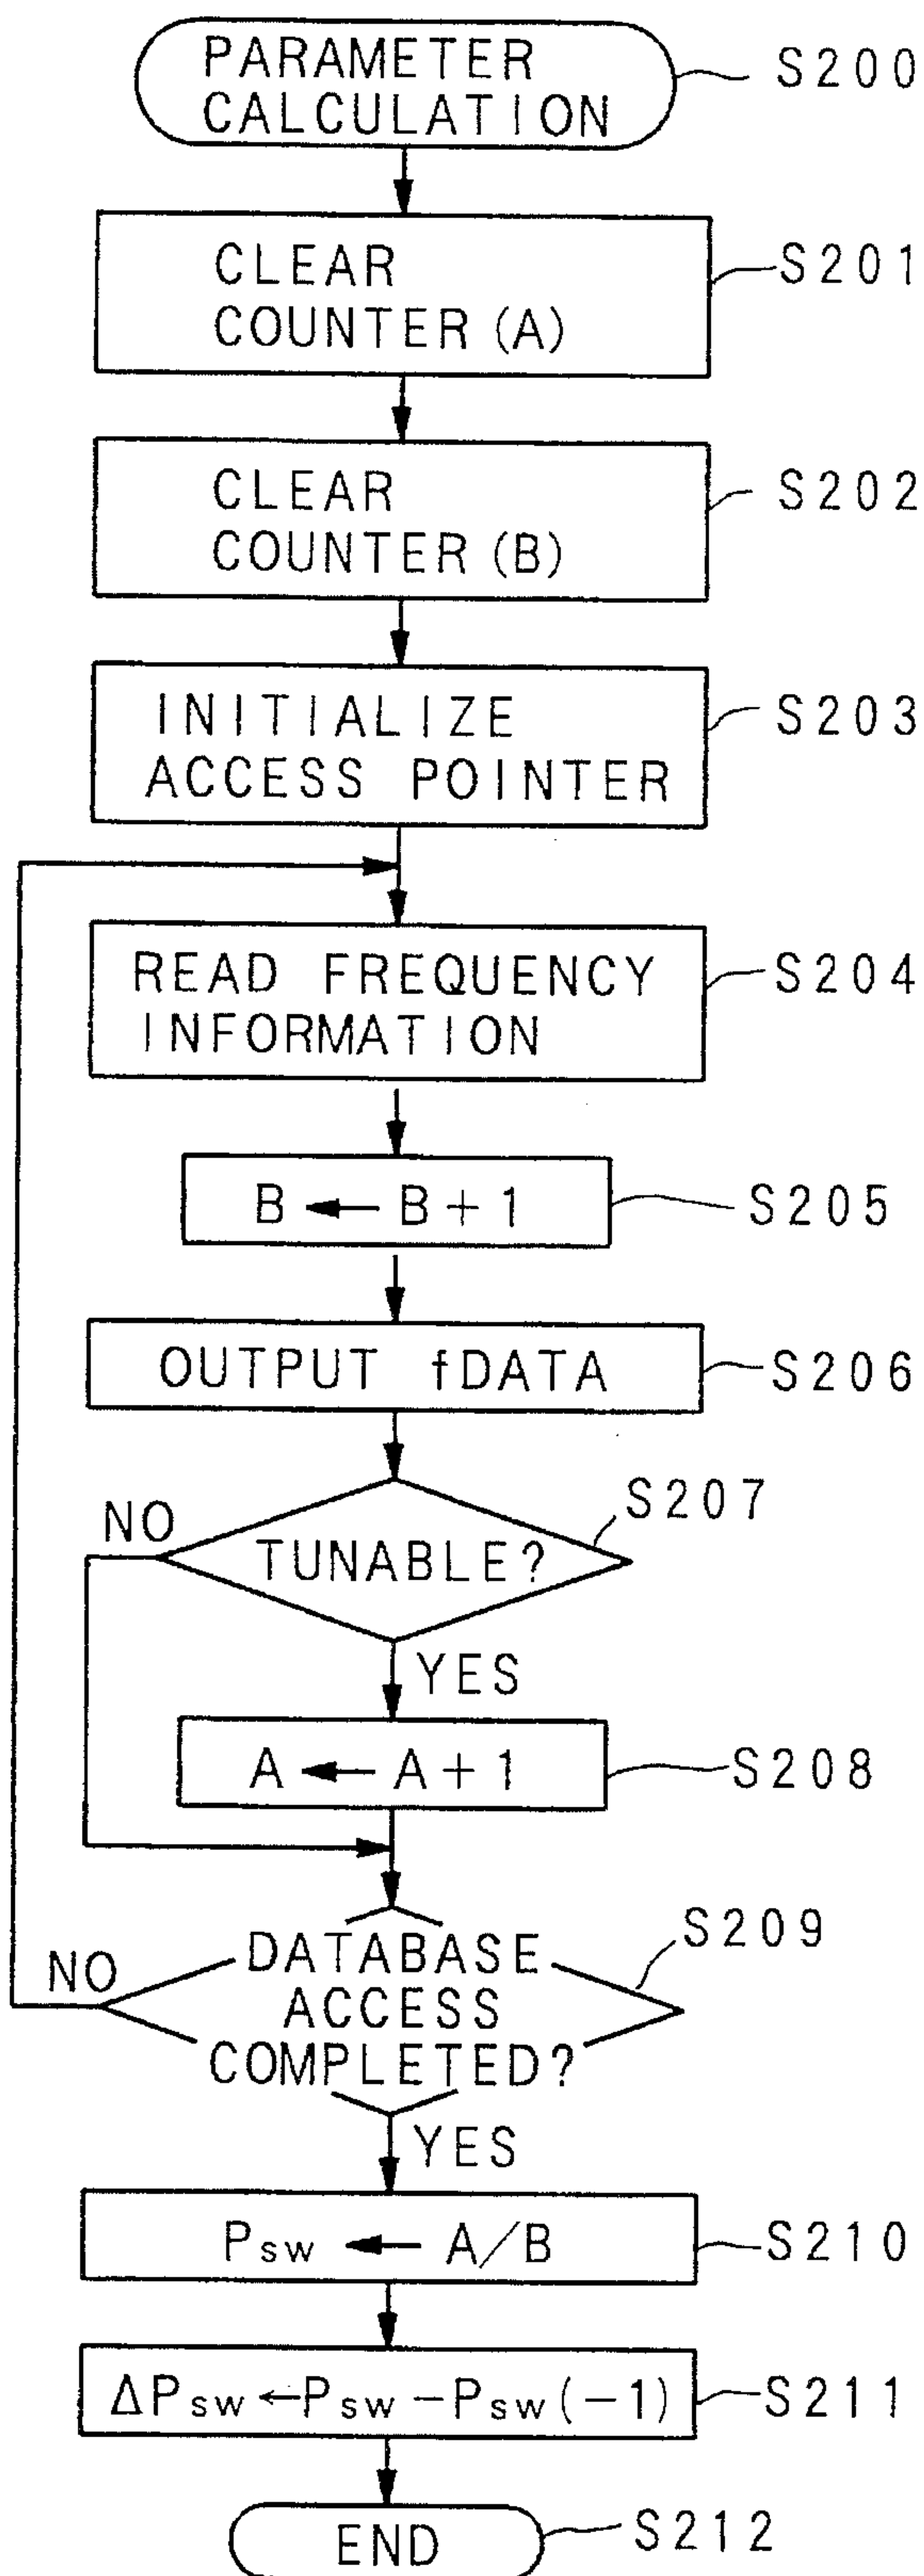 PARAMETER
CALCULATION
S200
CLEAR
COUNTER (A)
S201
CLEAR
COUNTER (B)
S202
INITIALIZE
ACCESS POINTER
S203
READ FREQUENCY
INFORMATION
S204
B ← B + 1
S205
OUTPUT fDATA
S206
S207
NO
TUNABLE?
YES
A ← A + 1
S208
S209
NO
DATABASE
ACCESS
COMPLETED?
YES
Psw ← A/B
S210
ΔPsw ← Psw − Psw (−1)
S211
END
S212